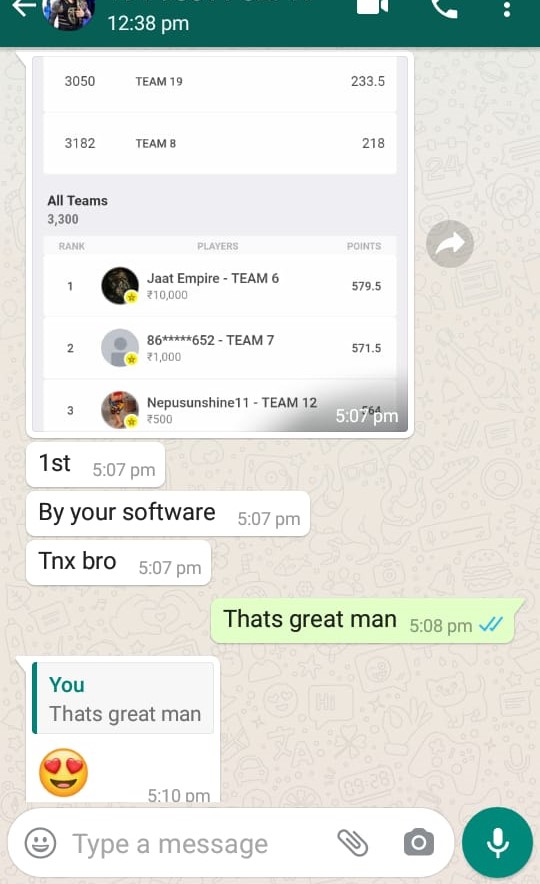 12:38 pm
3050 TEAM 19 233.5
3182 TEAM 8 218
All Teams
3,300
RANK PLAYERS POINTS
1 Jaat Empire - TEAM 6 579.5
₹10,000
2 86*****652 - TEAM 7 571.5
₹1,000
3 Nepusunshine11 - TEAM 12 564
₹500
5:07 pm
1st 5:07 pm
By your software 5:07 pm
Tnx bro 5:07 pm
Thats great man 5:08 pm
You
Thats great man
5:10 pm
Type a message